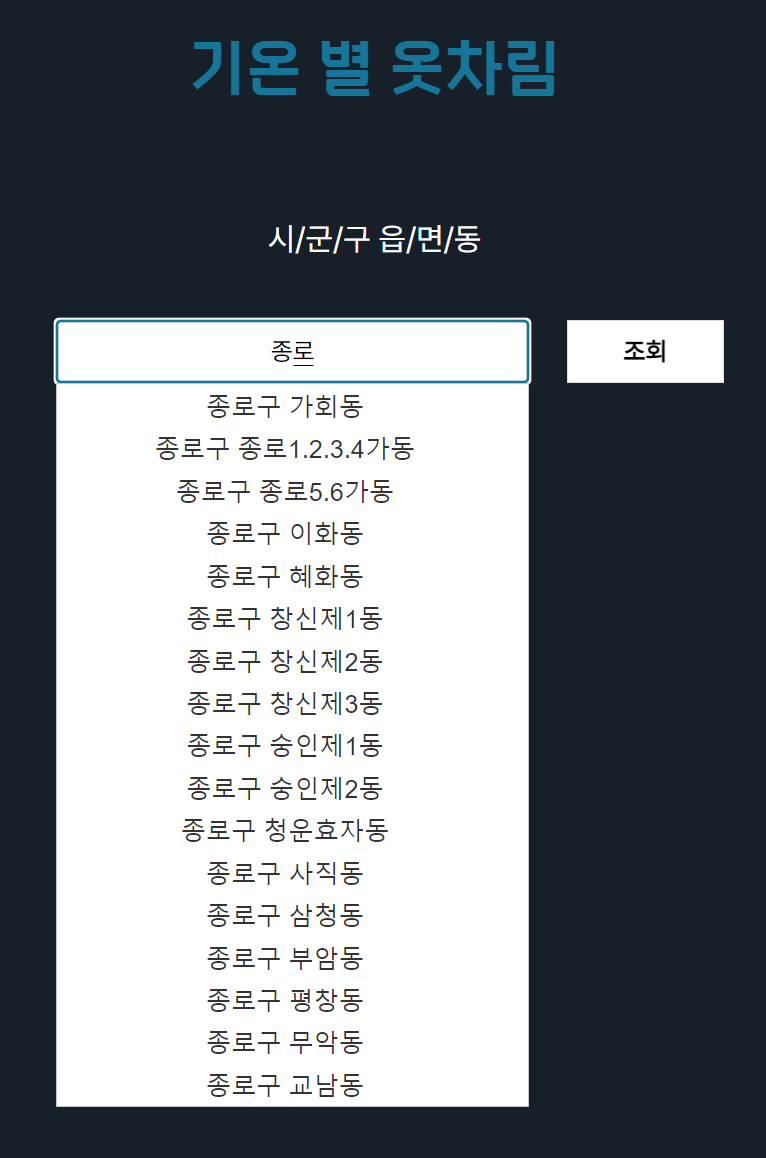 기온 별 옷차림
시/군/구 읍/면/동
종로
조회
종로구 가회동
종로구 종로1.2.3.4가동
종로구 종로5.6가동
종로구 이화동
종로구 혜화동
종로구 창신제1동
종로구 창신제2동
종로구 창신제3동
종로구 숭인제1동
종로구 숭인제2동
종로구 청운효자동
종로구 사직동
종로구 삼청동
종로구 부암동
종로구 평창동
종로구 무악동
종로구 교남동